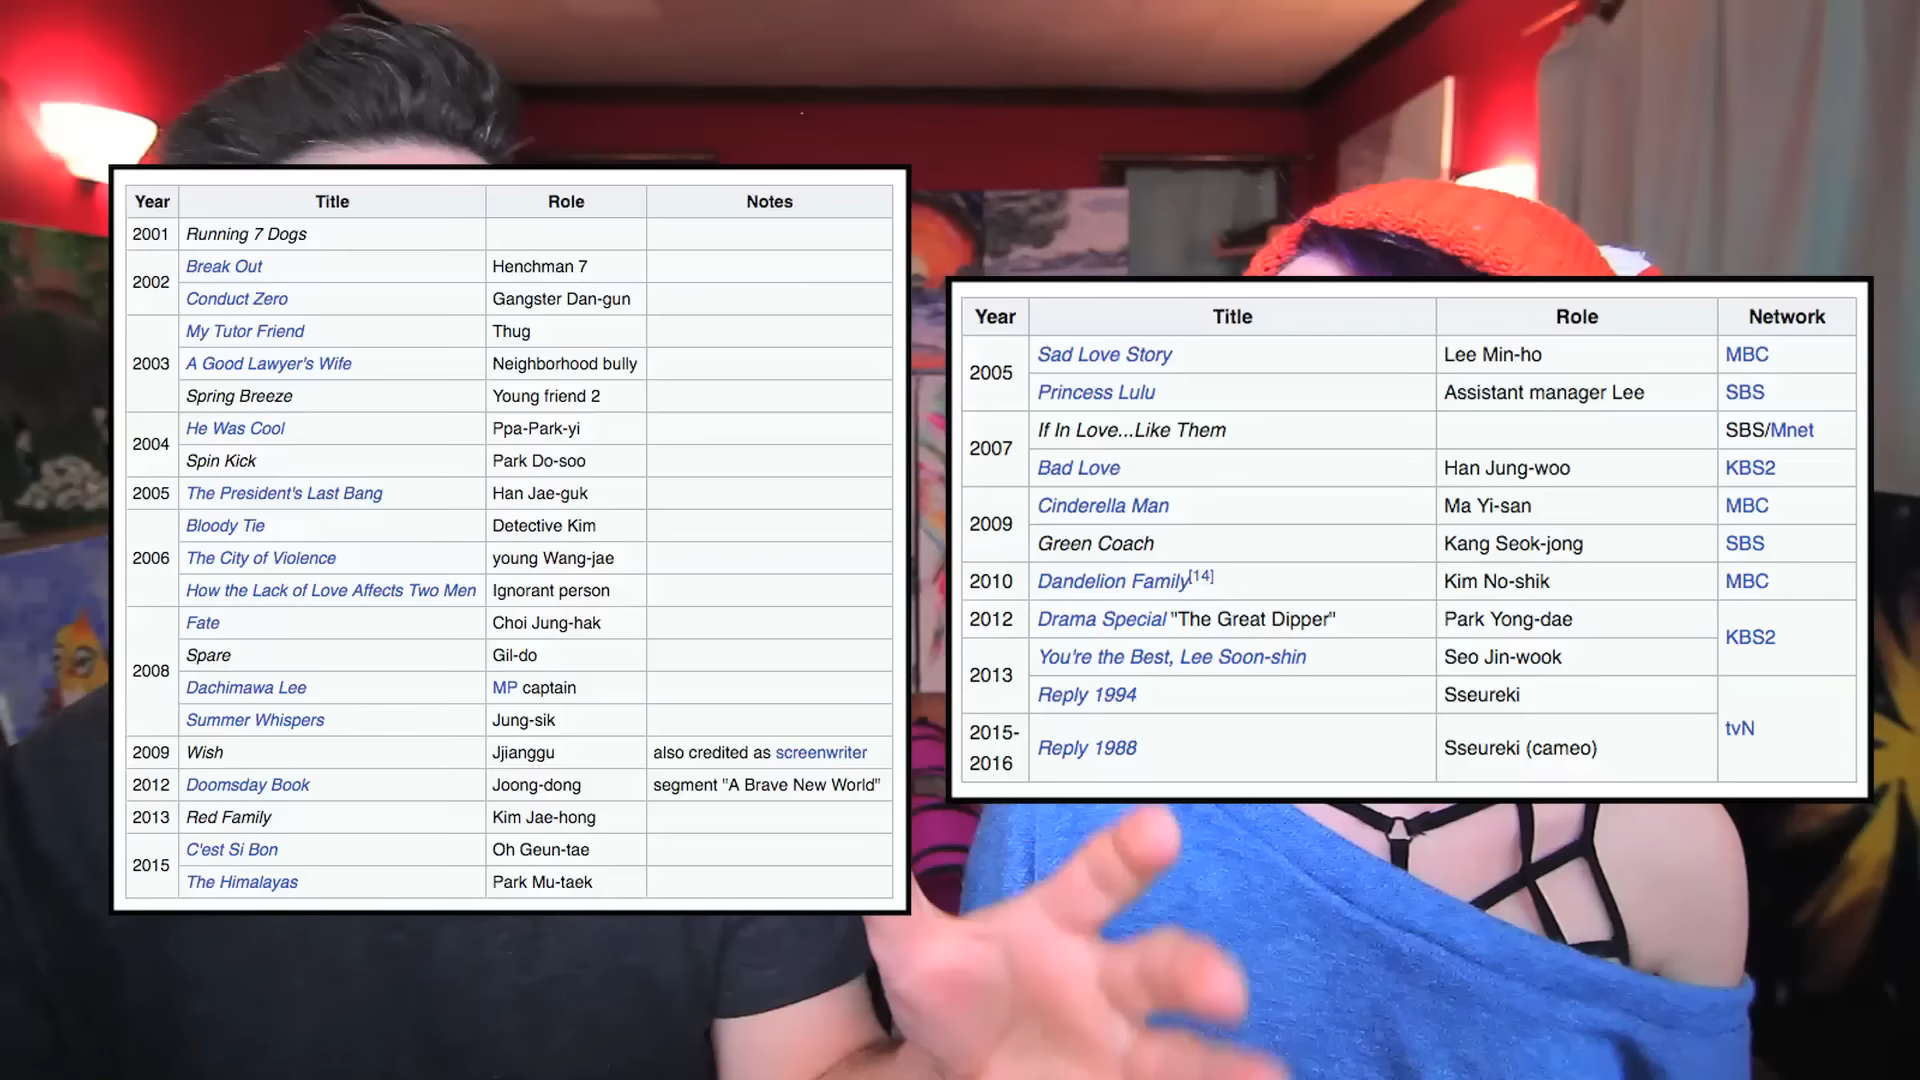 Year Title Role Notes
2001 Running 7 Dogs
2002 Break Out Henchman 7
Conduct Zero Gangster Dan-gun
2003 My Tutor Friend Thug
A Good Lawyer's Wife Neighborhood bully
Spring Breeze Young friend 2
2004 He Was Cool Ppa-Park-yi
Spin Kick Park Do-soo
2005 The President's Last Bang Han Jae-guk
2006 Bloody Tie Detective Kim
The City of Violence young Wang-jae
How the Lack of Love Affects Two Men Ignorant person
2008 Fate Choi Jung-hak
Spare Gil-do
Dachimawa Lee MP captain
Summer Whispers Jung-sik
2009 Wish Jjianggu also credited as screenwriter
2012 Doomsday Book Joong-dong segment "A Brave New World"
2013 Red Family Kim Jae-hong
2015 C'est Si Bon Oh Geun-tae
The Himalayas Park Mu-taek
Year Title Role Network
2005 Sad Love Story Lee Min-ho MBC
Princess Lulu Assistant manager Lee SBS
2007 If In Love...Like Them SBS/Mnet
Bad Love Han Jung-woo KBS2
2009 Cinderella Man Ma Yi-san MBC
Green Coach Kang Seok-jong SBS
2010 Dandelion Family[14] Kim No-shik MBC
2012 Drama Special "The Great Dipper" Park Yong-dae KBS2
2013 You're the Best, Lee Soon-shin Seo Jin-wook
Reply 1994 Sseureki tvN
2015-
2016 Reply 1988 Sseureki (cameo)